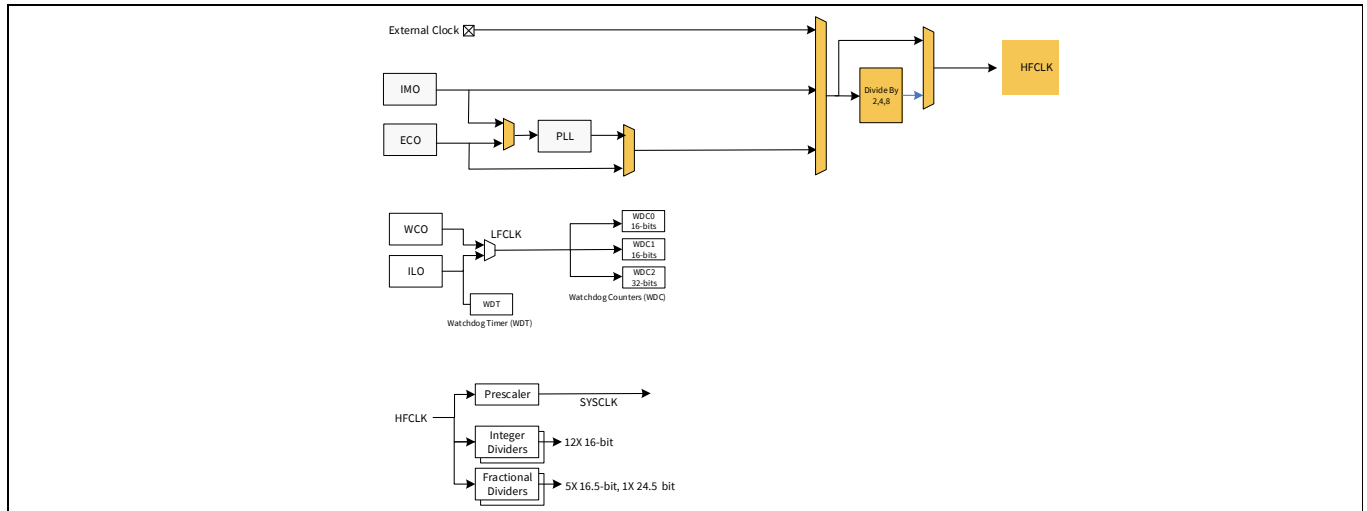 External Clock
IMO
HFCLK
Divide By
2,4,8
ECO
PLL
WCO
LFCLK
ILO
WDC0
16-bits
WDC1
16-bits
WDC2
32-bits
Watchdog Counters (WDC)
WDT
Watchdog Timer (WDT)
Prescaler
SYSCLK
HFCLK
Integer
Dividers
12X 16-bit
Fractional
Dividers
5X 16.5-bit, 1X 24.5 bit